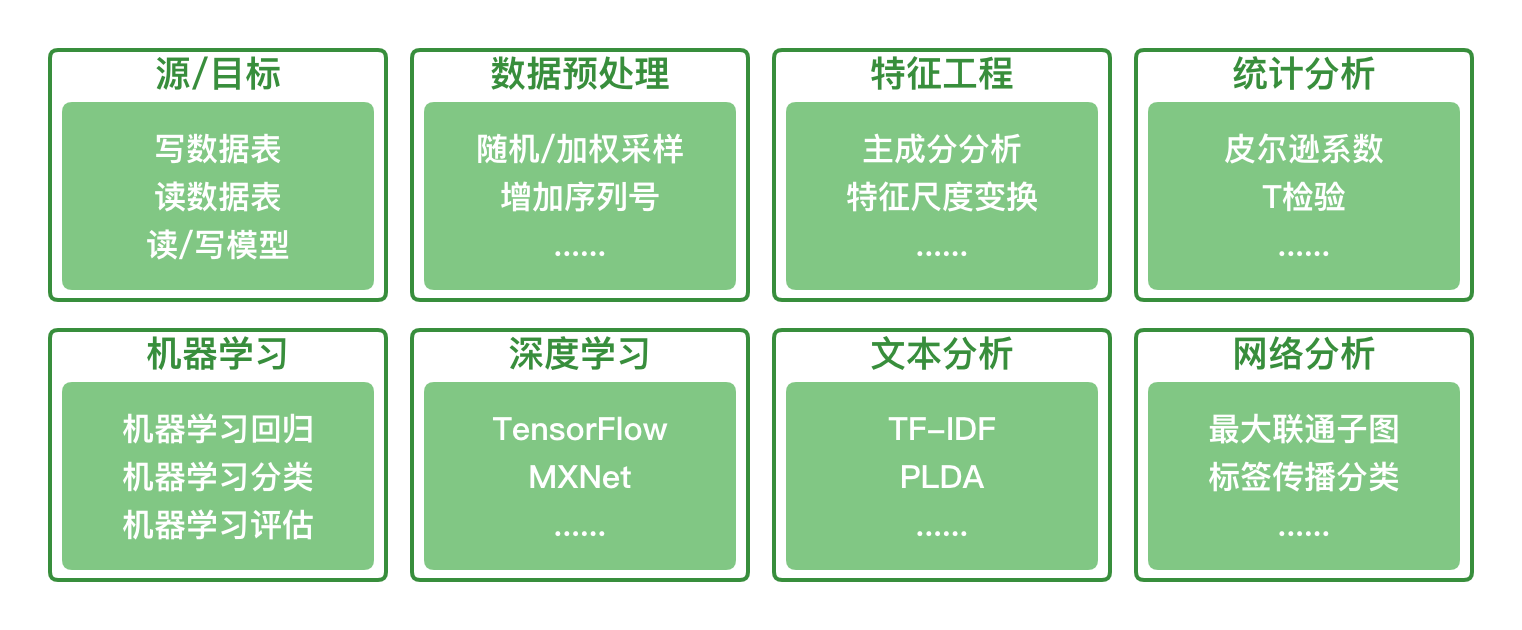 源/目标
写数据表
读数据表
读/写模型
数据预处理
随机/加权采样
增加序列号
......
特征工程
主成分分析
特征尺度变换
......
统计分析
皮尔逊系数
T检验
......
机器学习
机器学习回归
机器学习分类
机器学习评估
深度学习
TensorFlow
MXNet
......
文本分析
TF-IDF
PLDA
......
网络分析
最大联通子图
标签传播分类
......